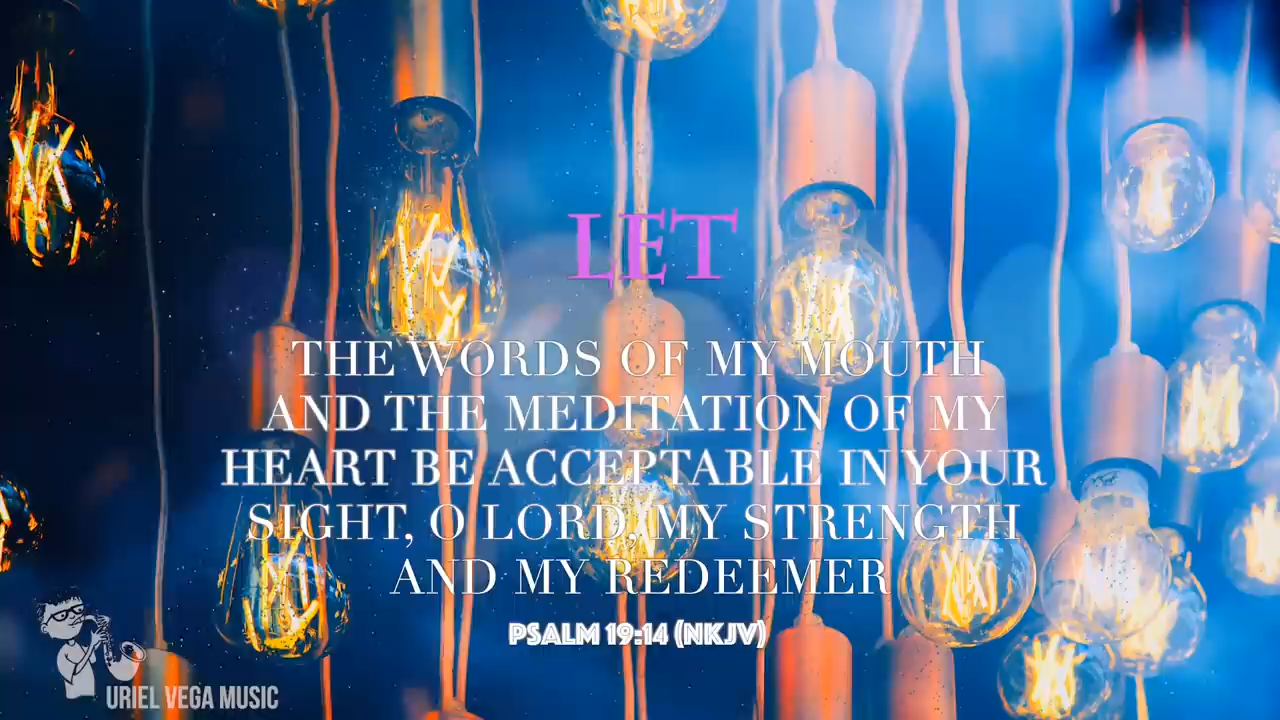 LET
THE WORDS OF MY MOUTH
AND THE MEDITATION OF MY
HEART BE ACCEPTABLE IN YOUR
SIGHT, O LORD, MY STRENGTH
AND MY REDEEMER
PSALM 19:14 (NKJV)
URIEL VEGA MUSIC